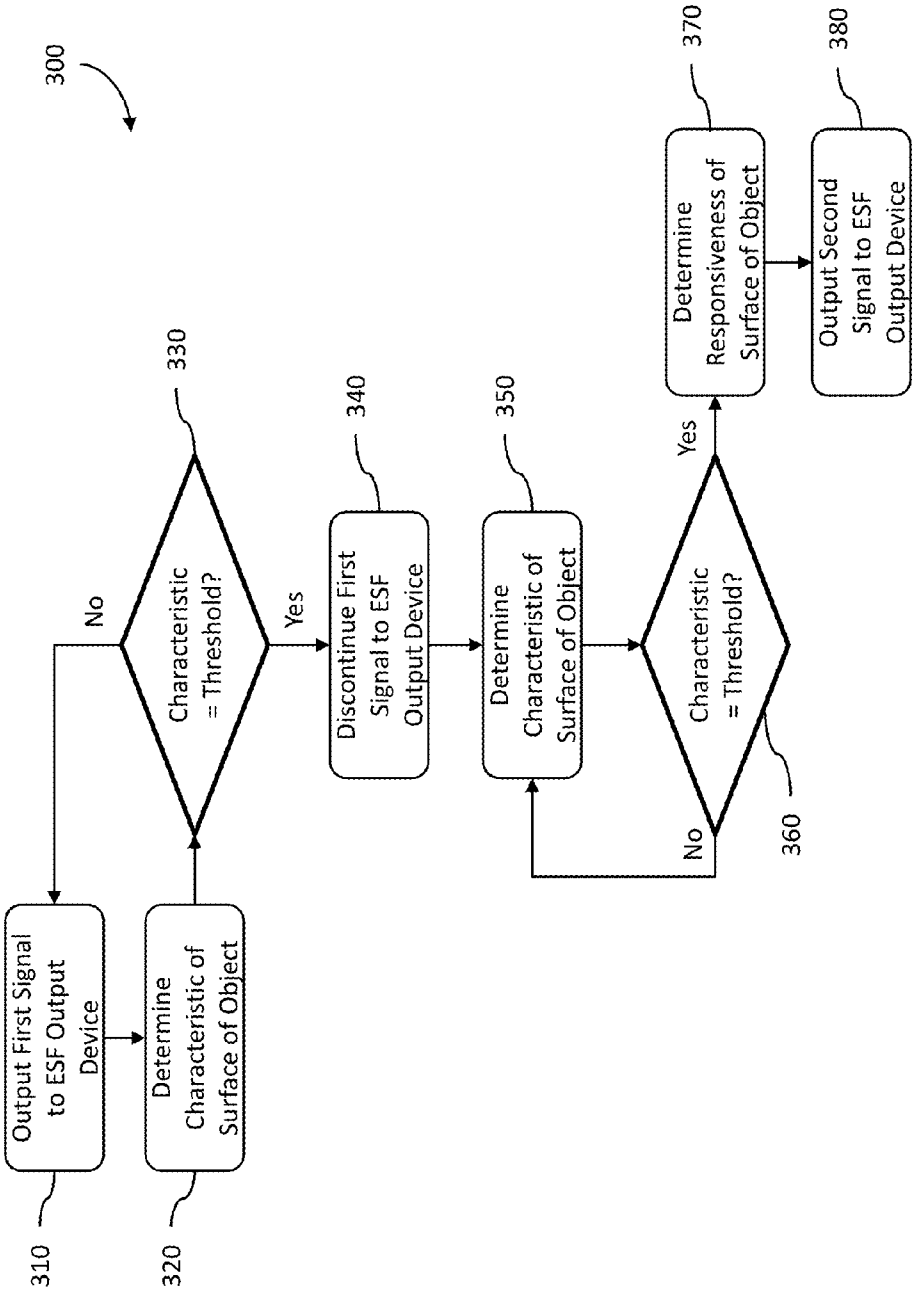 300
310
Output First Signal
to ESF Output
Device
320
Determine
Characteristic of
Surface of Object
330
Characteristic
= Threshold?
No
Yes
340
Discontinue First
Signal to ESF
Output Device
350
Determine
Characteristic of
Surface of Object
360
Characteristic
= Threshold?
No
Yes
370
Determine
Responsiveness of
Surface of Object
380
Output Second
Signal to ESF
Output Device